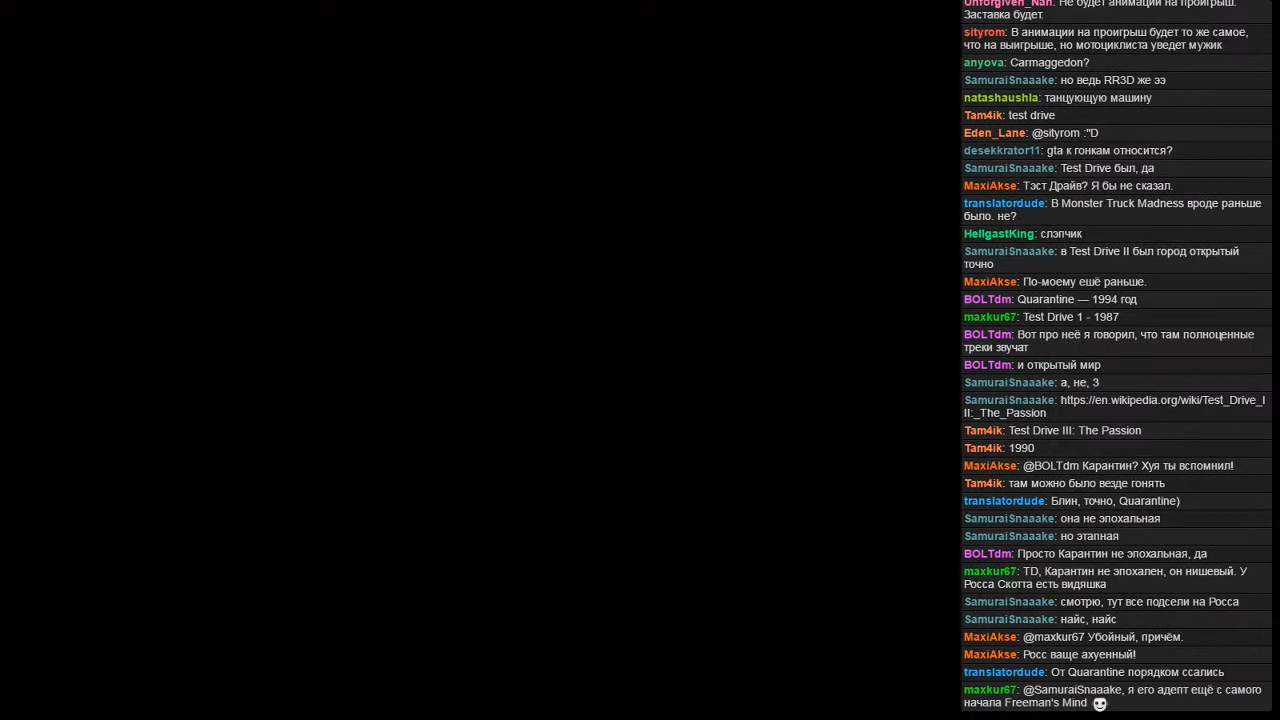 Unforgiven_Nan: Не будет анимации на проигрыш.
Заставка будет
sityrom: В анимации на проигрыш будет то же самое,
что на выигрыше, но мотоциклиста уведет мужик
anyova: Carmaggedon?
SamuraiSnaaake: но ведь RR3D же ээ
natashaushla: танцующую машину
Tam4ik: test drive
Eden_Lane: @sityrom :"D
desekkrator11: gta к гонкам относится?
SamuraiSnaaake: Test Drive был, да
MaxiAkse: Тэст Драйв? Я бы не сказал.
translatordude: В Monster Truck Madness вроде раньше
было. не?
HellgastKing: слэпчик
SamuraiSnaaake: в Test Drive II был город открытый
точно
MaxiAkse: По-моему ешё раньше.
BOLTdm: Quarantine — 1994 год
maxkur67: Test Drive 1 - 1987
BOLTdm: Вот про неё я говорил, что там полноценные
треки звучат
BOLTdm: и открытый мир
SamuraiSnaaake: а, не, 3
SamuraiSnaaake: https://en.wikipedia.org/wiki/Test_Drive_I
II:_The_Passion
Tam4ik: Test Drive III: The Passion
Tam4ik: 1990
MaxiAkse: @BOLTdm Карантин? Хуя ты вспомнил!
Tam4ik: там можно было везде гонять
translatordude: Блин, точно, Quarantine)
SamuraiSnaaake: она не эпохальная
SamuraiSnaaake: но этапная
BOLTdm: Просто Карантин не эпохальная, да
maxkur67: TD, Карантин не эпохален, он нишевый. У
Росса Скотта есть видяшка
SamuraiSnaaake: смотрю, тут все подсели на Росса
SamuraiSnaaake: найс, найс
MaxiAkse: @maxkur67 Убойный, причём.
MaxiAkse: Росс ваще ахуенный!
translatordude: От Quarantine порядком ссались
maxkur67: @SamuraiSnaaake, я его адепт ещё с самого
начала Freeman's Mind